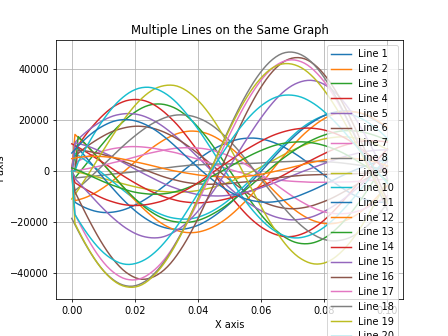 Multiple Lines on the Same Graph
40000
20000
0
−20000
−40000
0.00
0.02
0.04
0.06
X axis
Line 1
Line 2
Line 3
Line 4
Line 5
Line 6
Line 7
Line 8
Line 9
Line 10
Line 11
Line 12
Line 13
Line 14
Line 15
Line 16
Line 17
Line 18
Line 19
Line 20